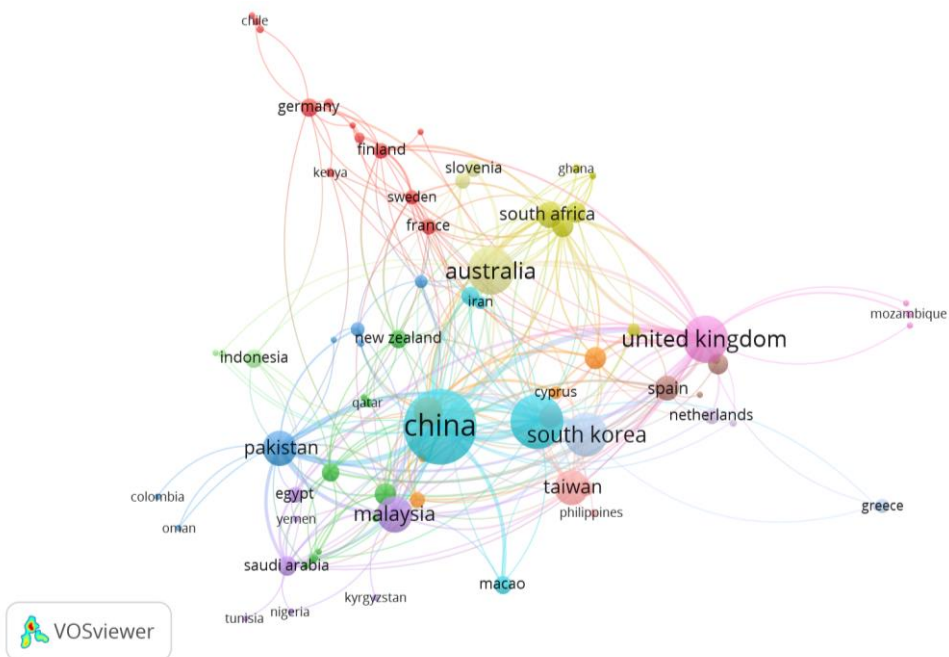 chile
germany
finland
kenya
slovenia
ghana
sweden
south africa
france
australia
iran
mozambique
new zealand
united kingdom
indonesia
spain
cyprus
qatar
netherlands
china
south korea
pakistan
taiwan
egypt
colombia
greece
yemen
malaysia
philippines
oman
saudi arabia
macao
kyrgyzstan
nigeria
tunisia
VOSviewer